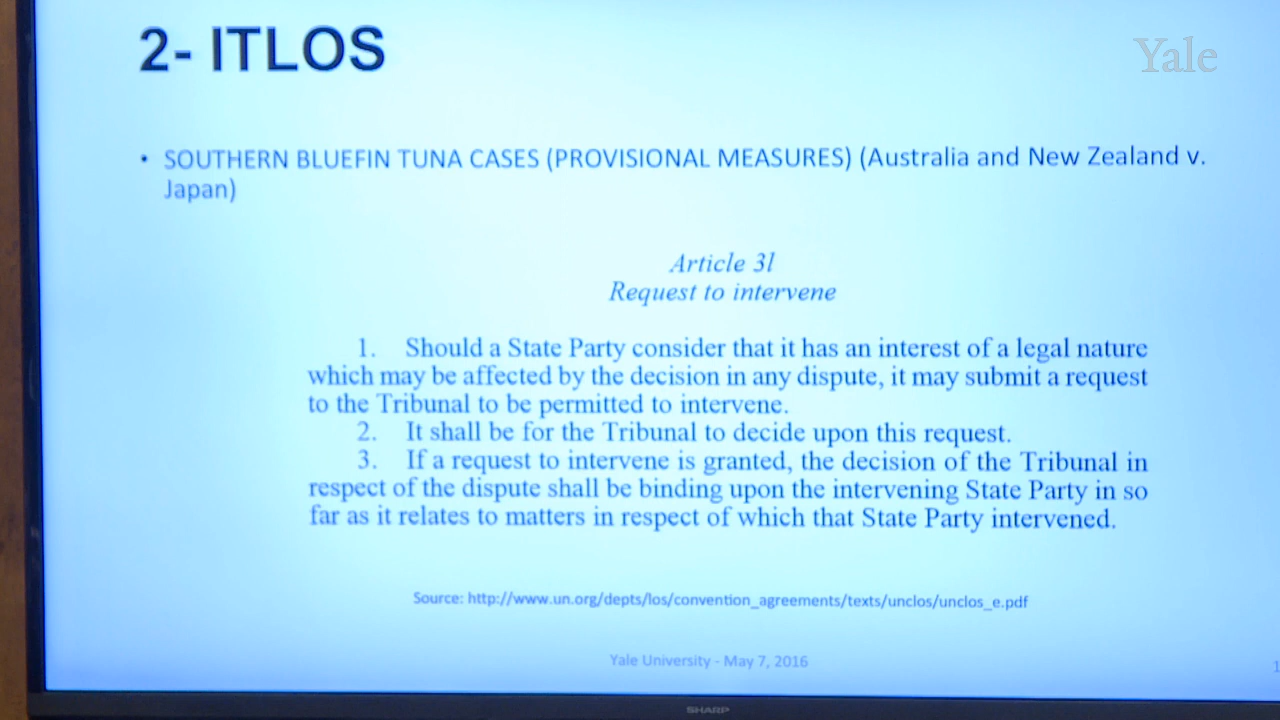 2- ITLOS
Yale
• SOUTHERN BLUEFIN TUNA CASES (PROVISIONAL MEASURES) (Australia and New Zealand v.
Japan)
Article 3l
Request to intervene
1. Should a State Party consider that it has an interest of a legal nature
which may be affected by the decision in any dispute, it may submit a request
to the Tribunal to be permitted to intervene.
2. It shall be for the Tribunal to decide upon this request.
3. If a request to intervene is granted, the decision of the Tribunal in
respect of the dispute shall be binding upon the intervening State Party in so
far as it relates to matters in respect of which that State Party intervened.
Source: http://www.un.org/depts/los/convention_agreements/texts/unclos/unclos_e.pdf
Yale University - May 7, 2016
SHARP